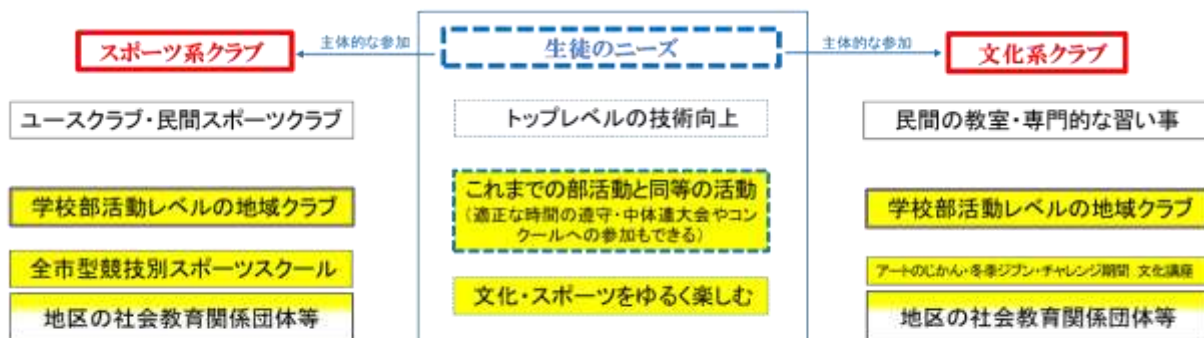 スポーツ系クラブ
主体的な参加
生徒のニーズ
主体的な参加
文化系クラブ
ユースクラブ・民間スポーツクラブ
トップレベルの技術向上
民間の教室・専門的な習い事
学校部活動レベルの地域クラブ
これまでの部活動と同等の活動
（適正な時間の遵守・中体連大会やコン
クールへの参加もできる）
学校部活動レベルの地域クラブ
全市型競技別スポーツスクール
文化・スポーツをゆるく楽しむ
アートのじかん・冬季ジブン・チャレンジ期間 文化講座
地区の社会教育関係団体等
地区の社会教育関係団体等